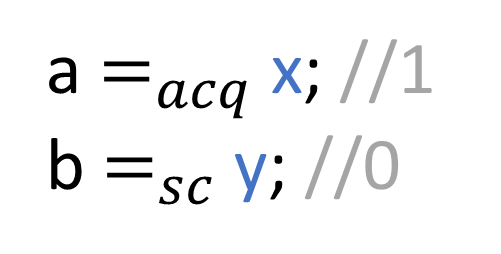 a =acq x; //1
b =sc y; //0